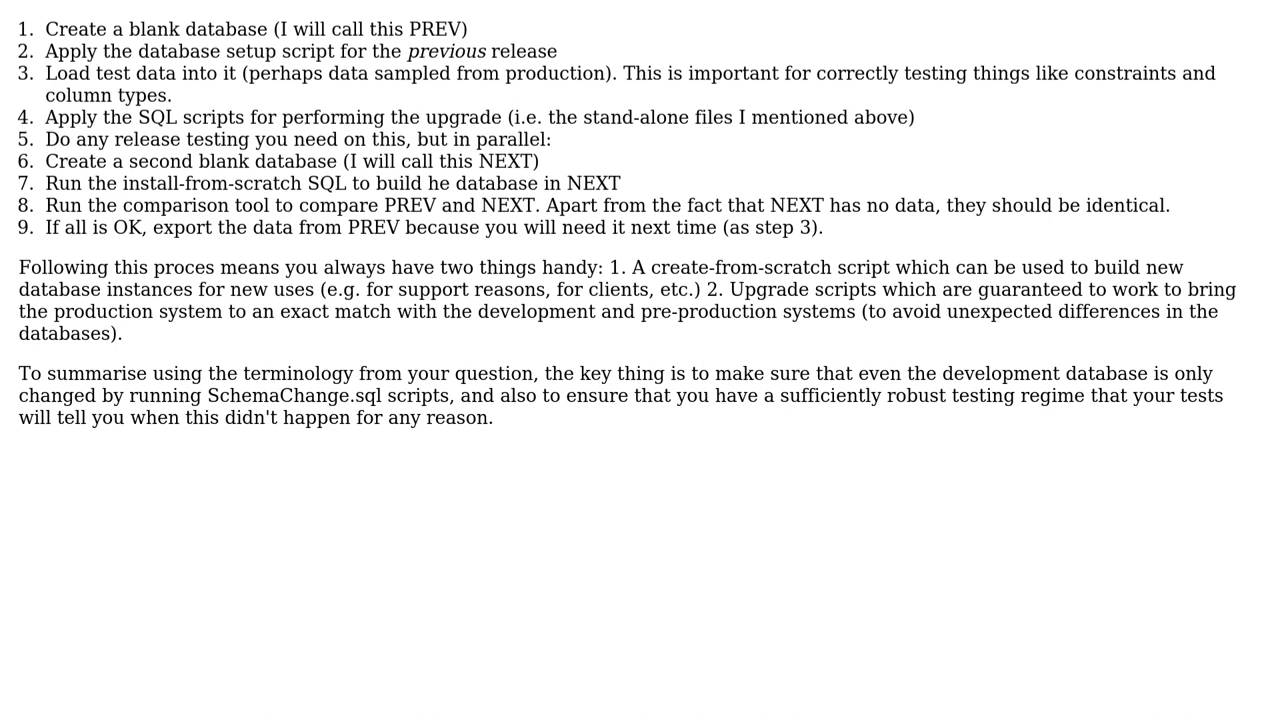 1. Create a blank database (I will call this PREV)
2. Apply the database setup script for the previous release
3. Load test data into it (perhaps data sampled from production). This is important for correctly testing things like constraints and
column types.
4. Apply the SQL scripts for performing the upgrade (i.e. the stand-alone files I mentioned above)
5. Do any release testing you need on this, but in parallel:
6. Create a second blank database (I will call this NEXT)
7. Run the install-from-scratch SQL to build he database in NEXT
8. Run the comparison tool to compare PREV and NEXT. Apart from the fact that NEXT has no data, they should be identical.
9. If all is OK, export the data from PREV because you will need it next time (as step 3).
Following this proces means you always have two things handy: 1. A create-from-scratch script which can be used to build new
database instances for new uses (e.g. for support reasons, for clients, etc.) 2. Upgrade scripts which are guaranteed to work to bring
the production system to an exact match with the development and pre-production systems (to avoid unexpected differences in the
databases).
To summarise using the terminology from your question, the key thing is to make sure that even the development database is only
changed by running SchemaChange.sql scripts, and also to ensure that you have a sufficiently robust testing regime that your tests
will tell you when this didn't happen for any reason.